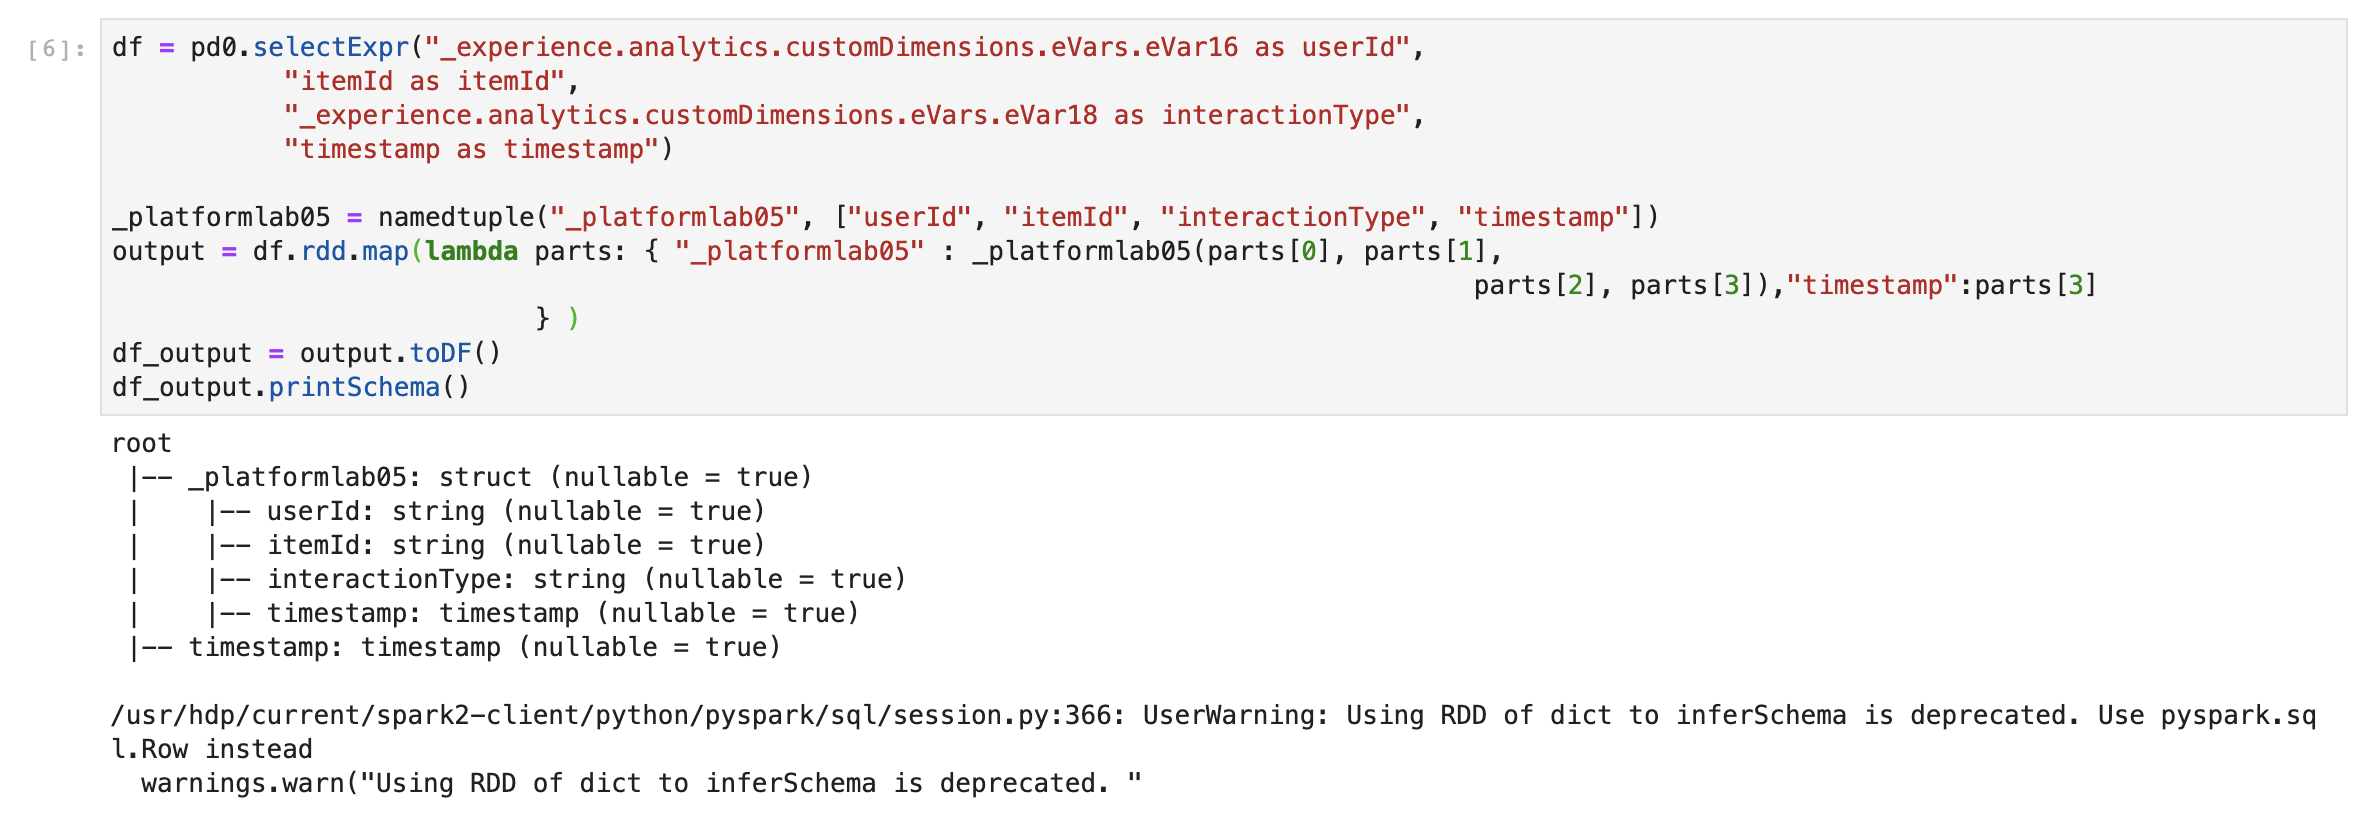 [6]:
df = pd0.selectExpr("_experience.analytics.customDimensions.eVars.eVar16 as userId",
"itemId as itemId",
"_experience.analytics.customDimensions.eVars.eVar18 as interactionType",
"timestamp as timestamp")
_platformlab05 = namedtuple("_platformlab05", ["userId", "itemId", "interactionType", "timestamp"])
output = df.rdd.map(lambda parts: { "_platformlab05" : _platformlab05(parts[0], parts[1],
parts[2], parts[3]),"timestamp":parts[3]
} )
df_output = output.toDF()
df_output.printSchema()
root
|-- _platformlab05: struct (nullable = true)
|    |-- userId: string (nullable = true)
|    |-- itemId: string (nullable = true)
|    |-- interactionType: string (nullable = true)
|    |-- timestamp: timestamp (nullable = true)
|-- timestamp: timestamp (nullable = true)
/usr/hdp/current/spark2-client/python/pyspark/sql/session.py:366: UserWarning: Using RDD of dict to inferSchema is deprecated. Use pyspark.sq
l.Row instead
warnings.warn("Using RDD of dict to inferSchema is deprecated. "